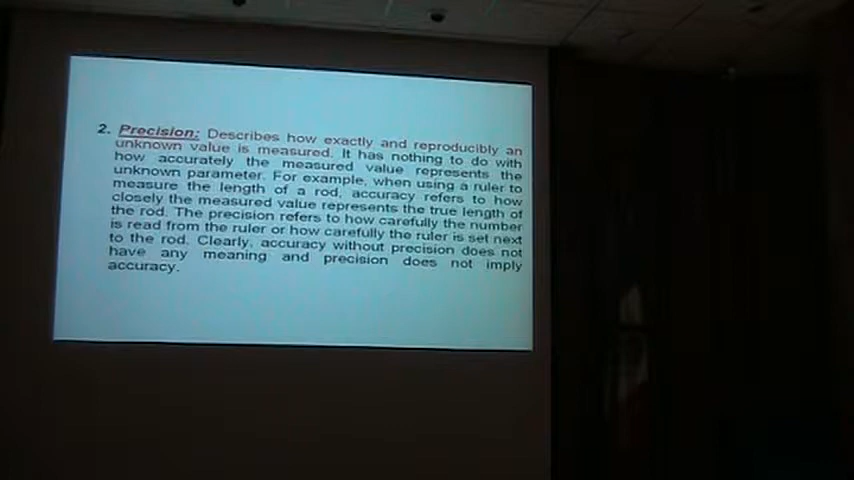 2. Precision: Describes how exactly and reproducibly an
unknown value is measured. It has nothing to do with
how accurately the measured value represents the
unknown parameter. For example, when using a ruler to
measure the length of a rod, accuracy refers to how
closely the measured value represents the true length of
the rod. The precision refers to how carefully the number
is read from the ruler or how carefully the ruler is set next
to the rod. Clearly, accuracy without precision does not
have any meaning and precision does not imply
accuracy.